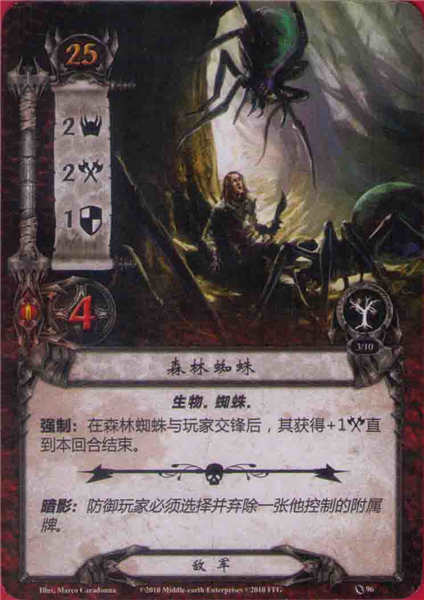 25
2
2
1
4
3/10
森林蜘蛛
生物. 蜘蛛.
强制：在森林蜘蛛与玩家交锋后，其获得+1直
到本回合结束。
暗影：防御玩家必须选择并弃除一张他控制的附属
牌。
敌军
Illus. Marco Caradonna ©2010 Middle-earth Enterprises ©2010 FFG 96